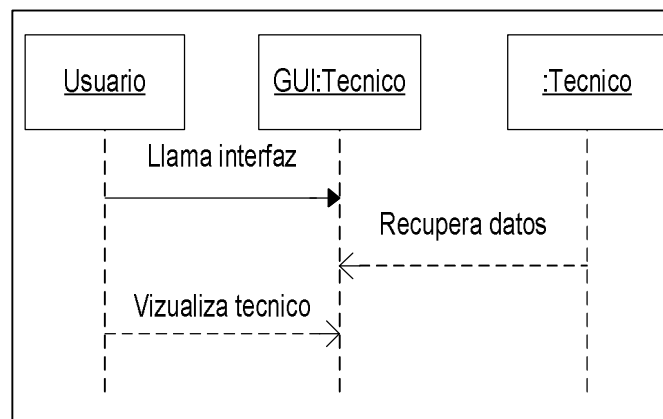 Usuario
GUI:Tecnico
:Tecnico
Llama interfaz
Recupera datos
Vizualiza tecnico